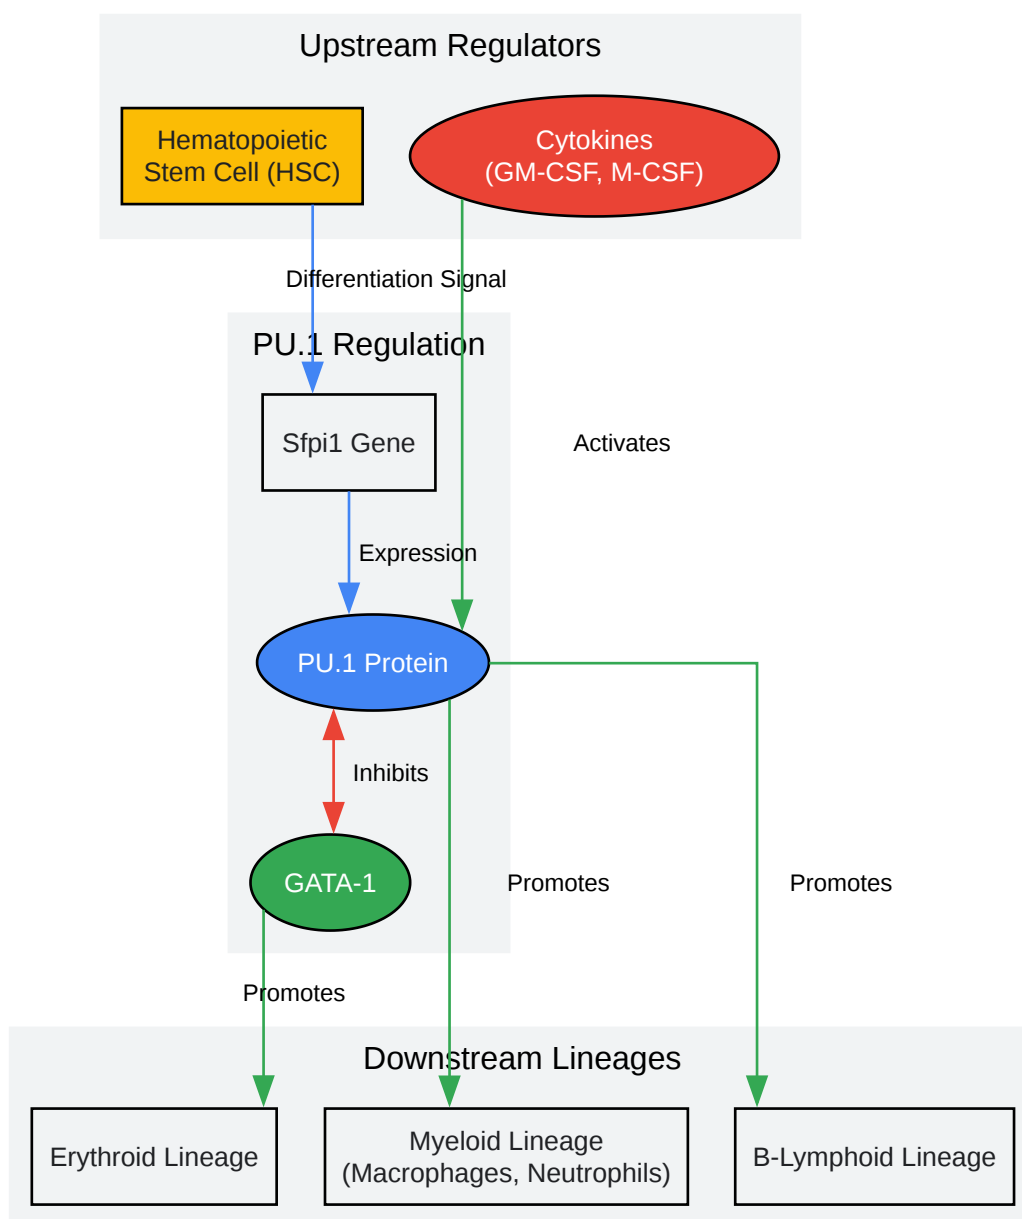 Upstream Regulators
Hematopoietic
Stem Cell (HSC)
Cytokines
(GM-CSF, M-CSF)
Differentiation Signal
PU.1 Regulation
Sfpi1 Gene
Activates
Expression
PU.1 Protein
Inhibits
GATA-1
Promotes
Promotes
Promotes
Downstream Lineages
Erythroid Lineage
Myeloid Lineage
(Macrophages, Neutrophils)
B-Lymphoid Lineage